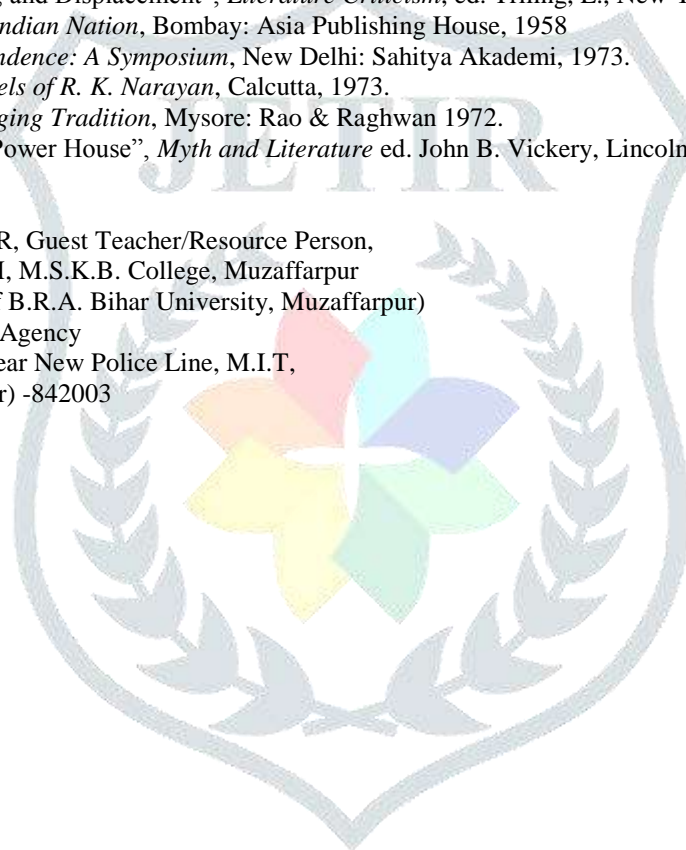 and Displacement", Literature Criticism, ed. Trilling, L., New
ndian Nation, Bombay: Asia Publishing House, 1958
ndence: A Symposium, New Delhi: Sahitya Akademi, 1973.
els of R. K. Narayan, Calcutta, 1973.
ging Tradition, Mysore: Rao & Raghwan 1972.
Power House", Myth and Literature ed. John B. Vickery, Lincoln
JETIR
R, Guest Teacher/Resource Person,
M.S.K.B. College, Muzaffarpur
B.R.A. Bihar University, Muzaffarpur)
Agency
ear New Police Line, M.I.T,
r) -842003